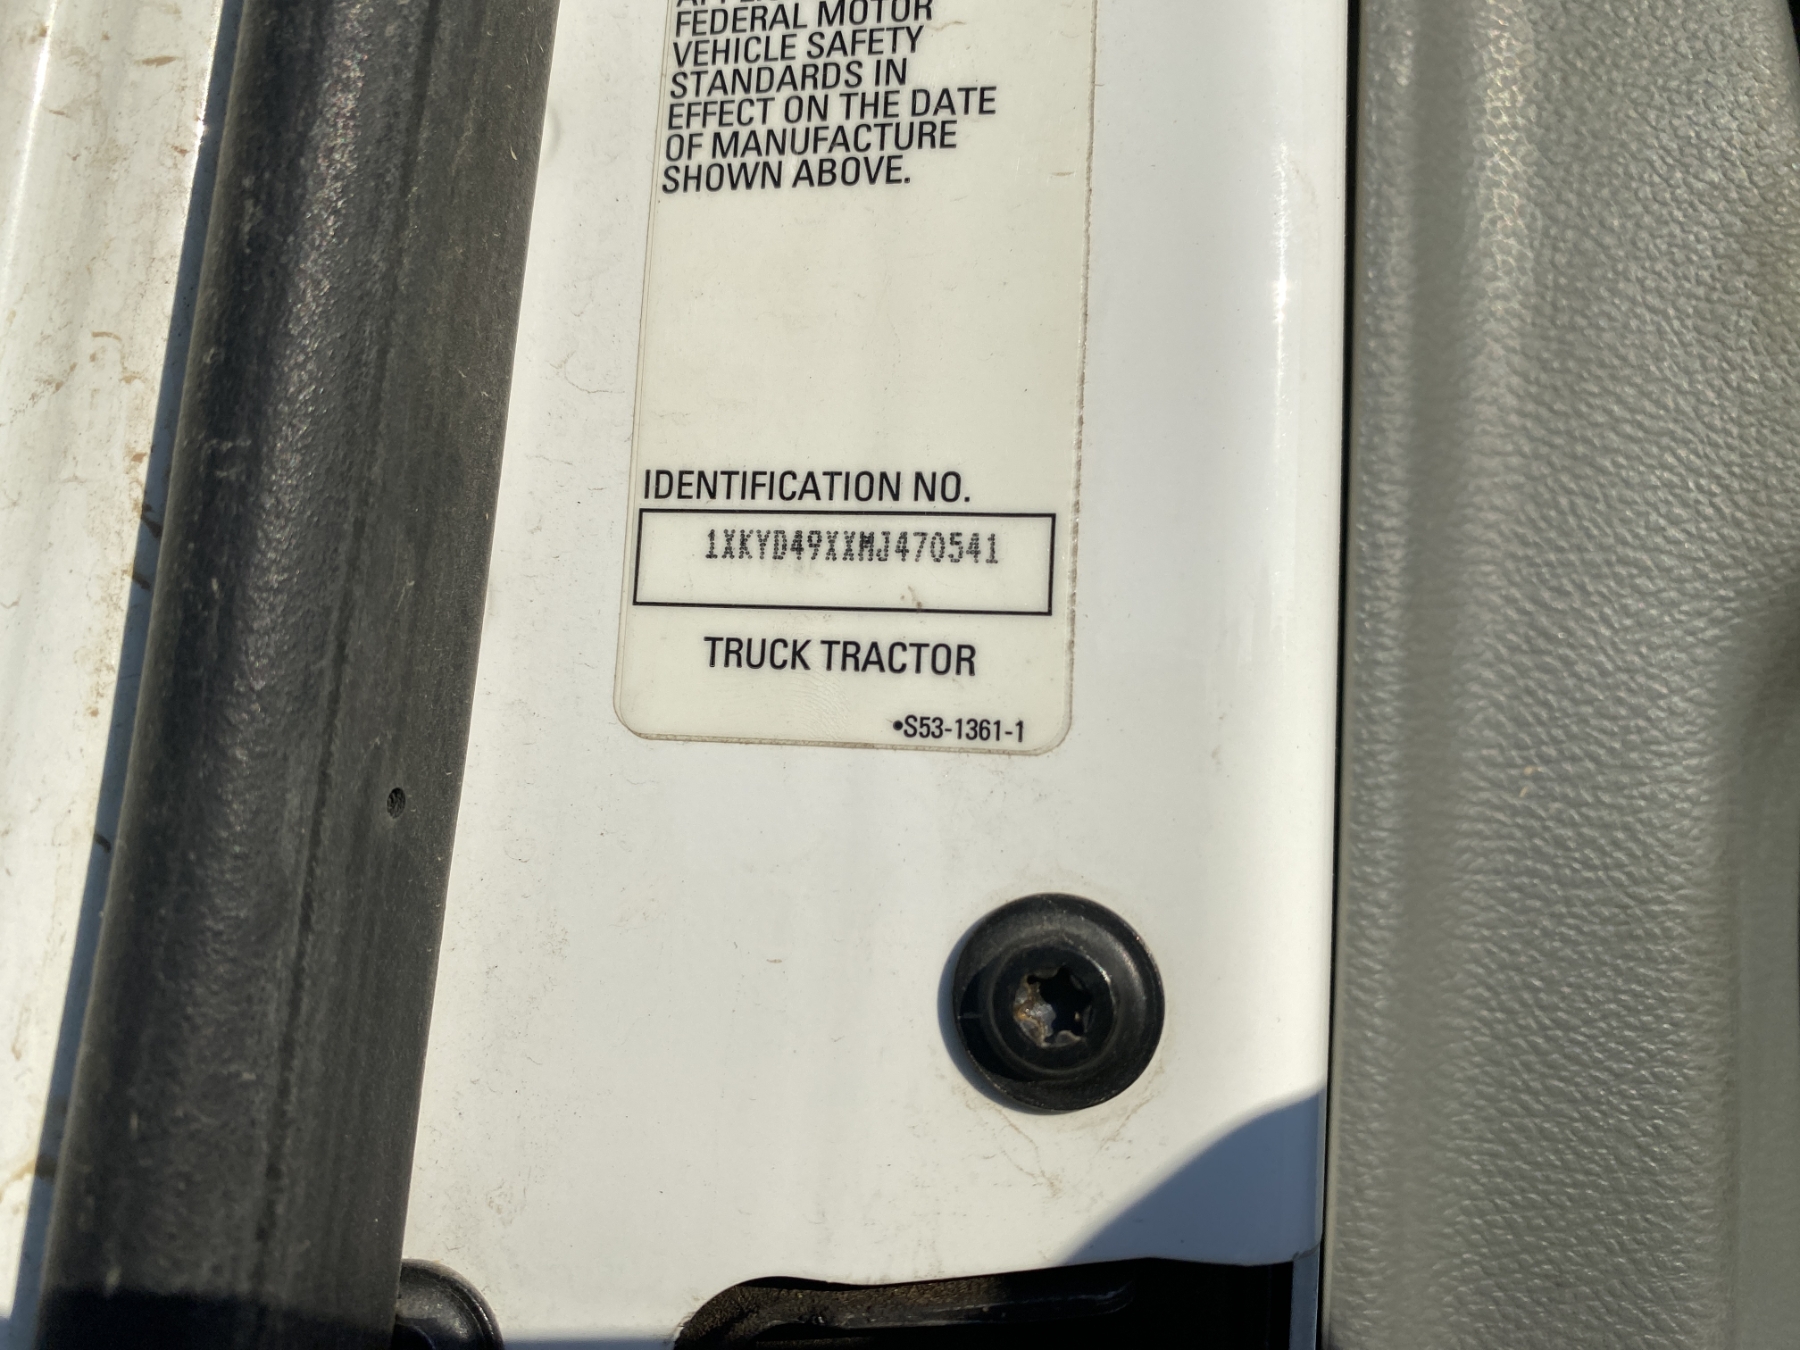 FEDERAL MOTOR
VEHICLE SAFETY
STANDARDS IN
EFFECT ON THE DATE
OF MANUFACTURE
SHOWN ABOVE.
IDENTIFICATION NO.
1XKYD49XXMJ470541
TRUCK TRACTOR
•S53-1361-1